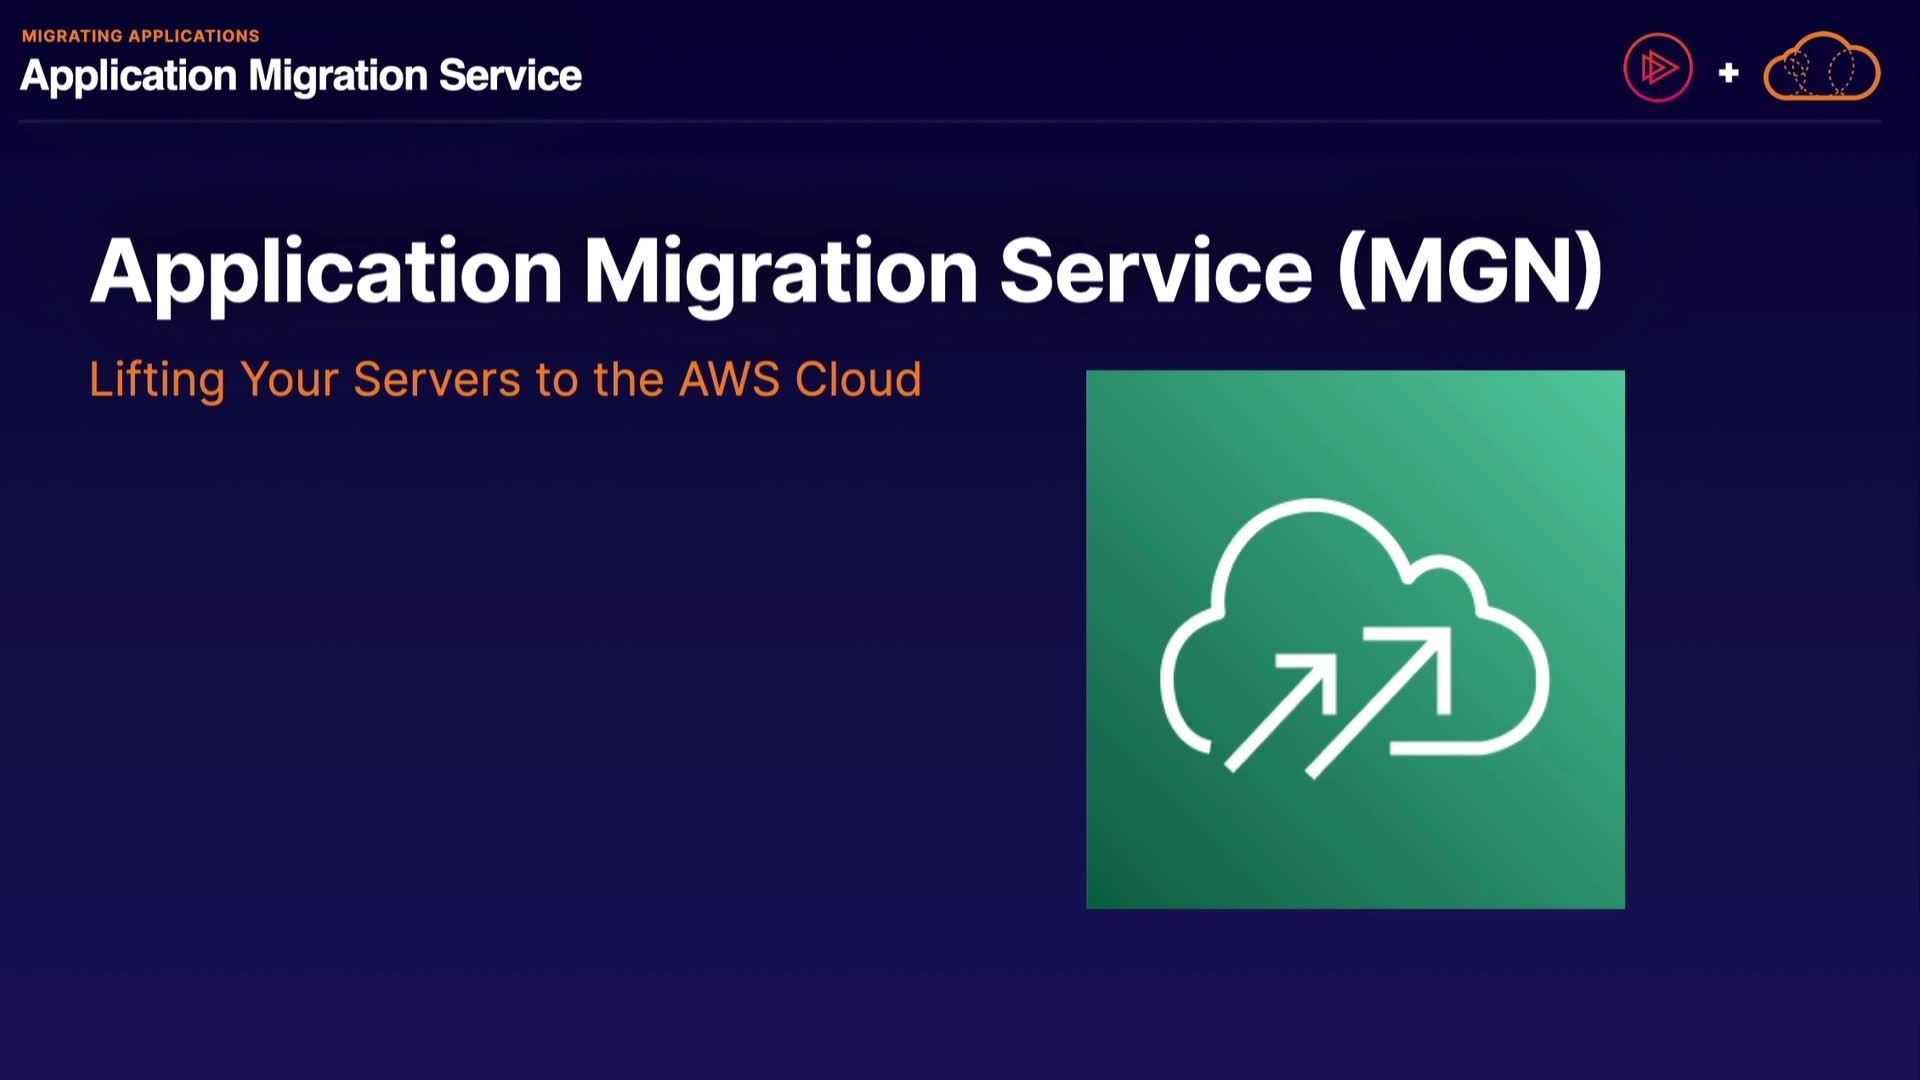 MIGRATING APPLICATIONS
Application Migration Service
+
Application Migration Service (MGN)
Lifting Your Servers to the AWS Cloud